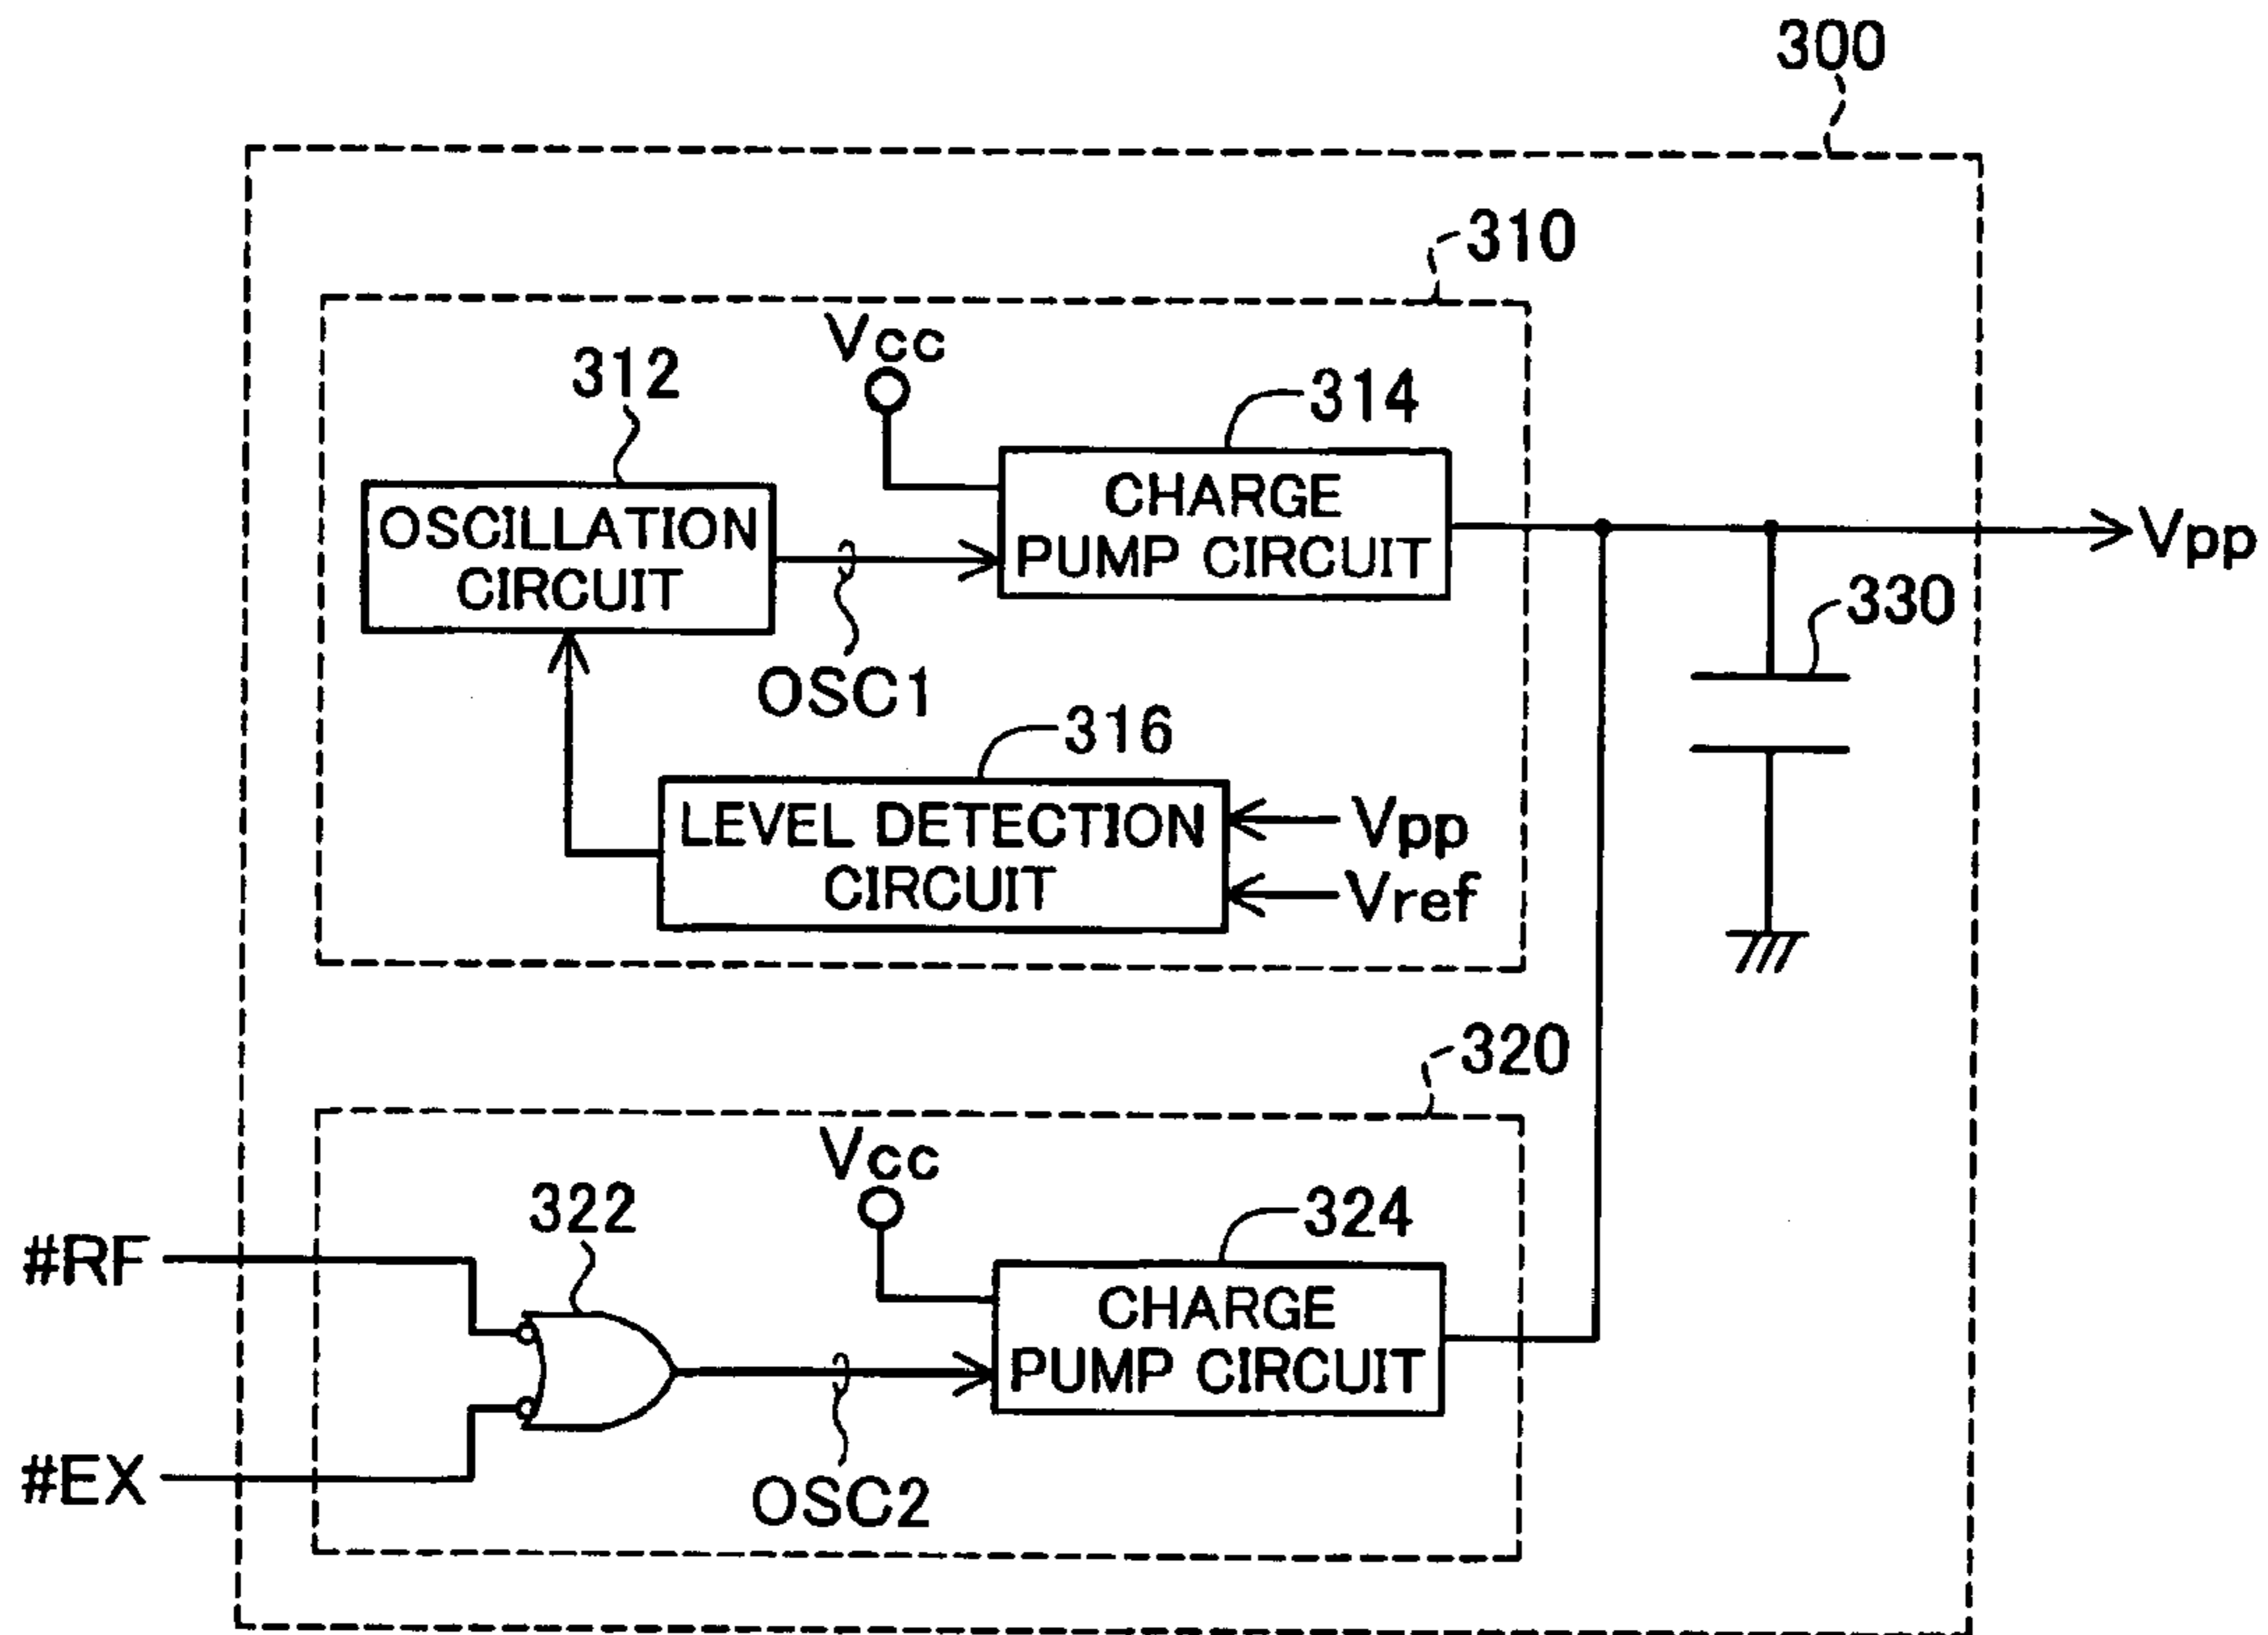 300
310
Vcc
312
314
OSCILLATION
CIRCUIT
CHARGE
PUMP CIRCUIT
Vpp
330
OSC1
316
LEVEL DETECTION
CIRCUIT
Vpp
Vref
320
Vcc
322
324
#RF
CHARGE
PUMP CIRCUIT
#EX
OSC2